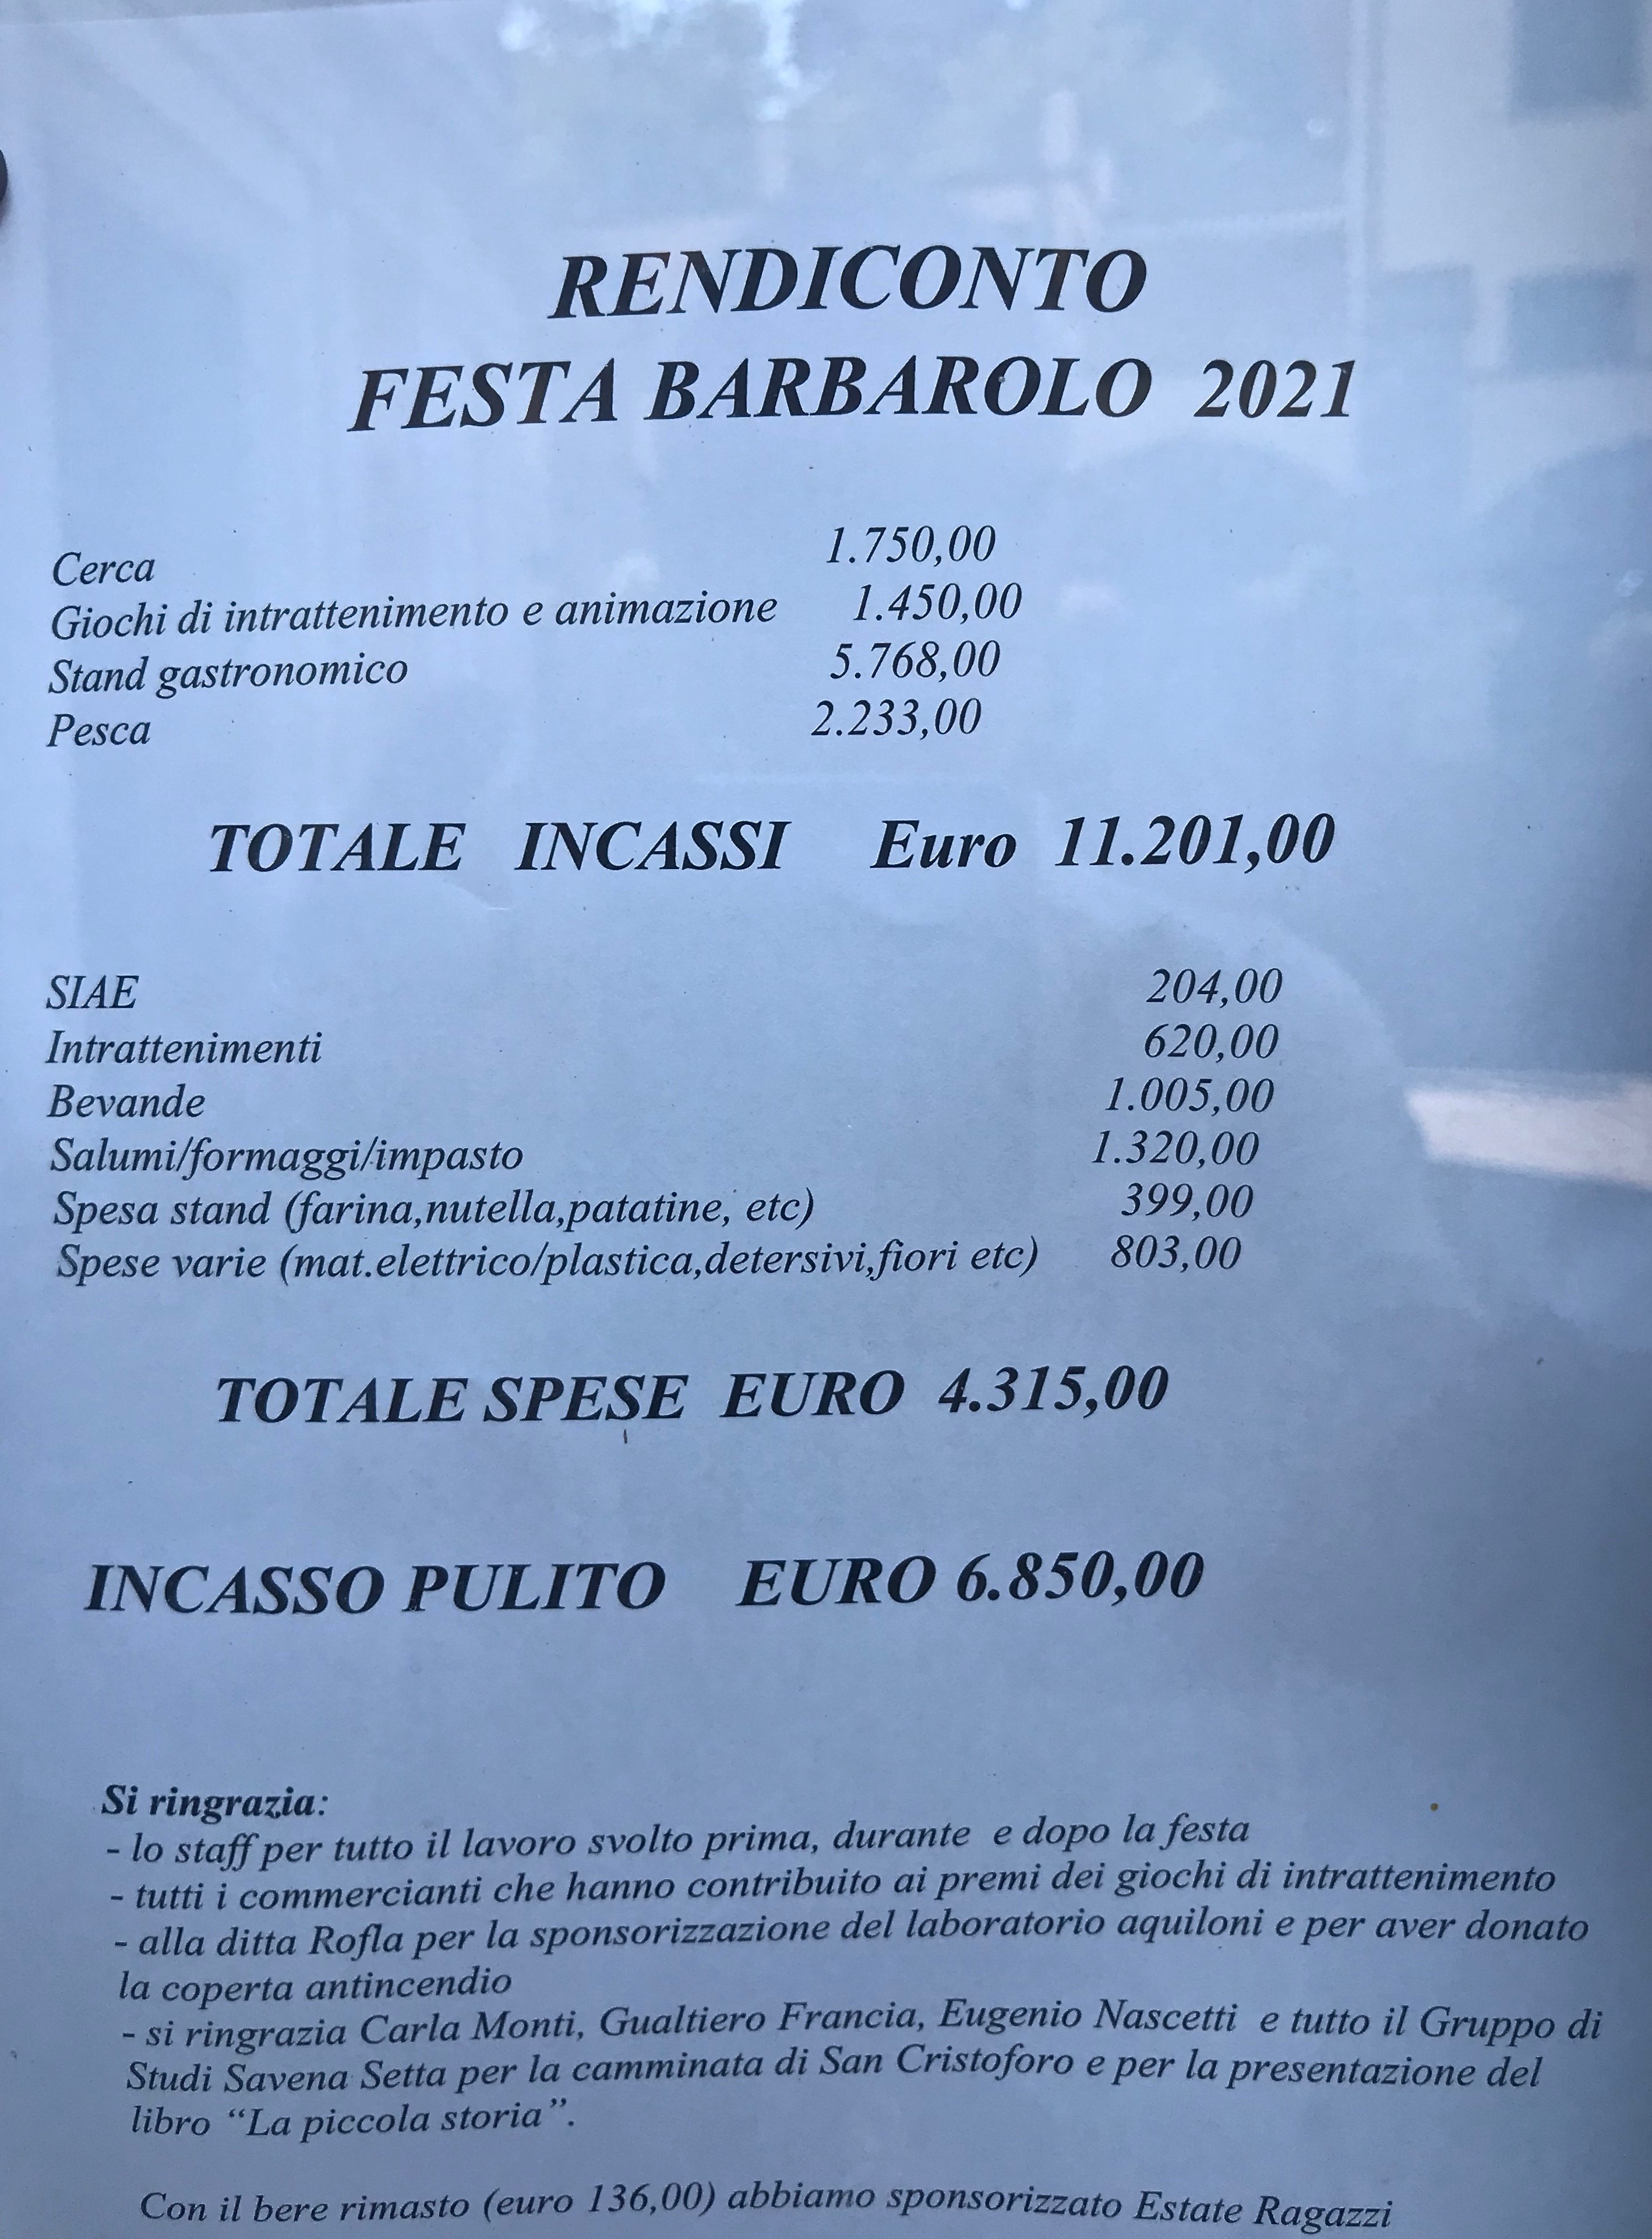 RENDICONTO
FESTA BARBAROLO 2021
Cerca 1.750,00
Giochi di intrattenimento e animazione 1.450,00
Stand gastronomico 5.768,00
Pesca 2.233,00
TOTALE INCASSI Euro 11.201,00
SIAE 204,00
Intrattenimenti 620,00
Bevande 1.005,00
Salumi/formaggi/impasto 1.320,00
Spesa stand (farina,nutella,patatine, etc) 399,00
Spese varie (mat.elettrico/plastica,detersivi,fiori etc) 803,00
TOTALE SPESE EURO 4.315,00
INCASSO PULITO EURO 6.850,00
Si ringrazia:
- lo staff per tutto il lavoro svolto prima, durante e dopo la festa
- tutti i commercianti che hanno contribuito ai premi dei giochi di intrattenimento
- alla ditta Rofla per la sponsorizzazione del laboratorio aquiloni e per aver donato
la coperta antincendio
- si ringrazia Carla Monti, Gualtiero Francia, Eugenio Nascetti e tutto il Gruppo di
Studi Savena Setta per la camminata di San Cristoforo e per la presentazione del
libro “La piccola storia”.
Con il bere rimasto (euro 136,00) abbiamo sponsorizzato Estate Ragazzi